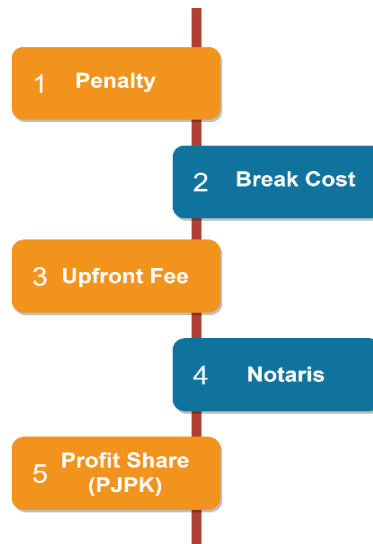 1 Penalty
2 Break Cost
3 Upfront Fee
4 Notaris
5 Profit Share
(PJPK)